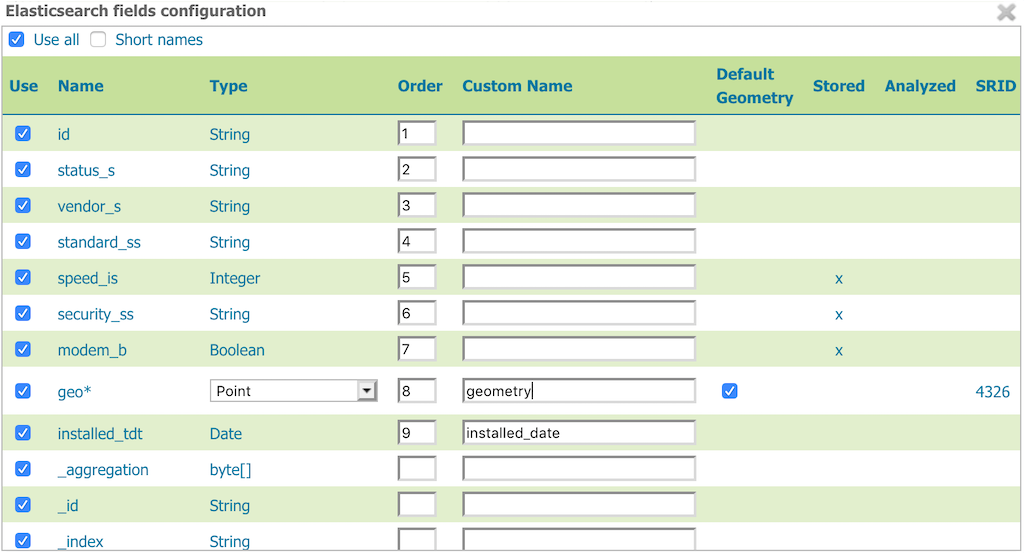 Elasticsearch fields configuration
Use all Short names
Use Name Type Order Custom Name Default Geometry Stored Analyzed SRID
id String 1
status_s String 2
vendor_s String 3
standard_ss String 4
speed_is Integer 5 x
security_ss String 6 x
modem_b Boolean 7 x
geo* Point 8 geometry 4326
installed_tdt Date 9 installed_date
_aggregation byte[]
_id String
_index String